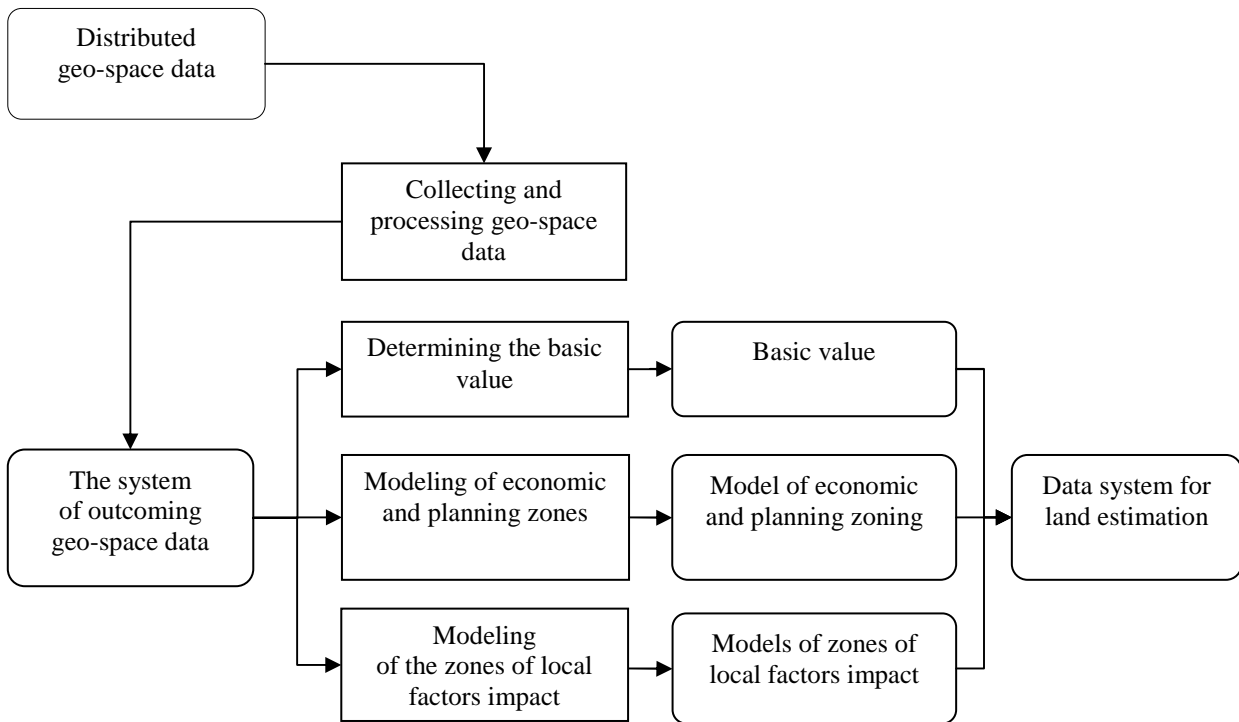 Distributed
geo-space data
Collecting and
processing geo-space
data
Determining the basic
value
Basic value
The system
of outcoming
geo-space data
Modeling of economic
and planning zones
Model of economic
and planning zoning
Data system for
land estimation
Modeling
of the zones of local
factors impact
Models of zones of
local factors impact